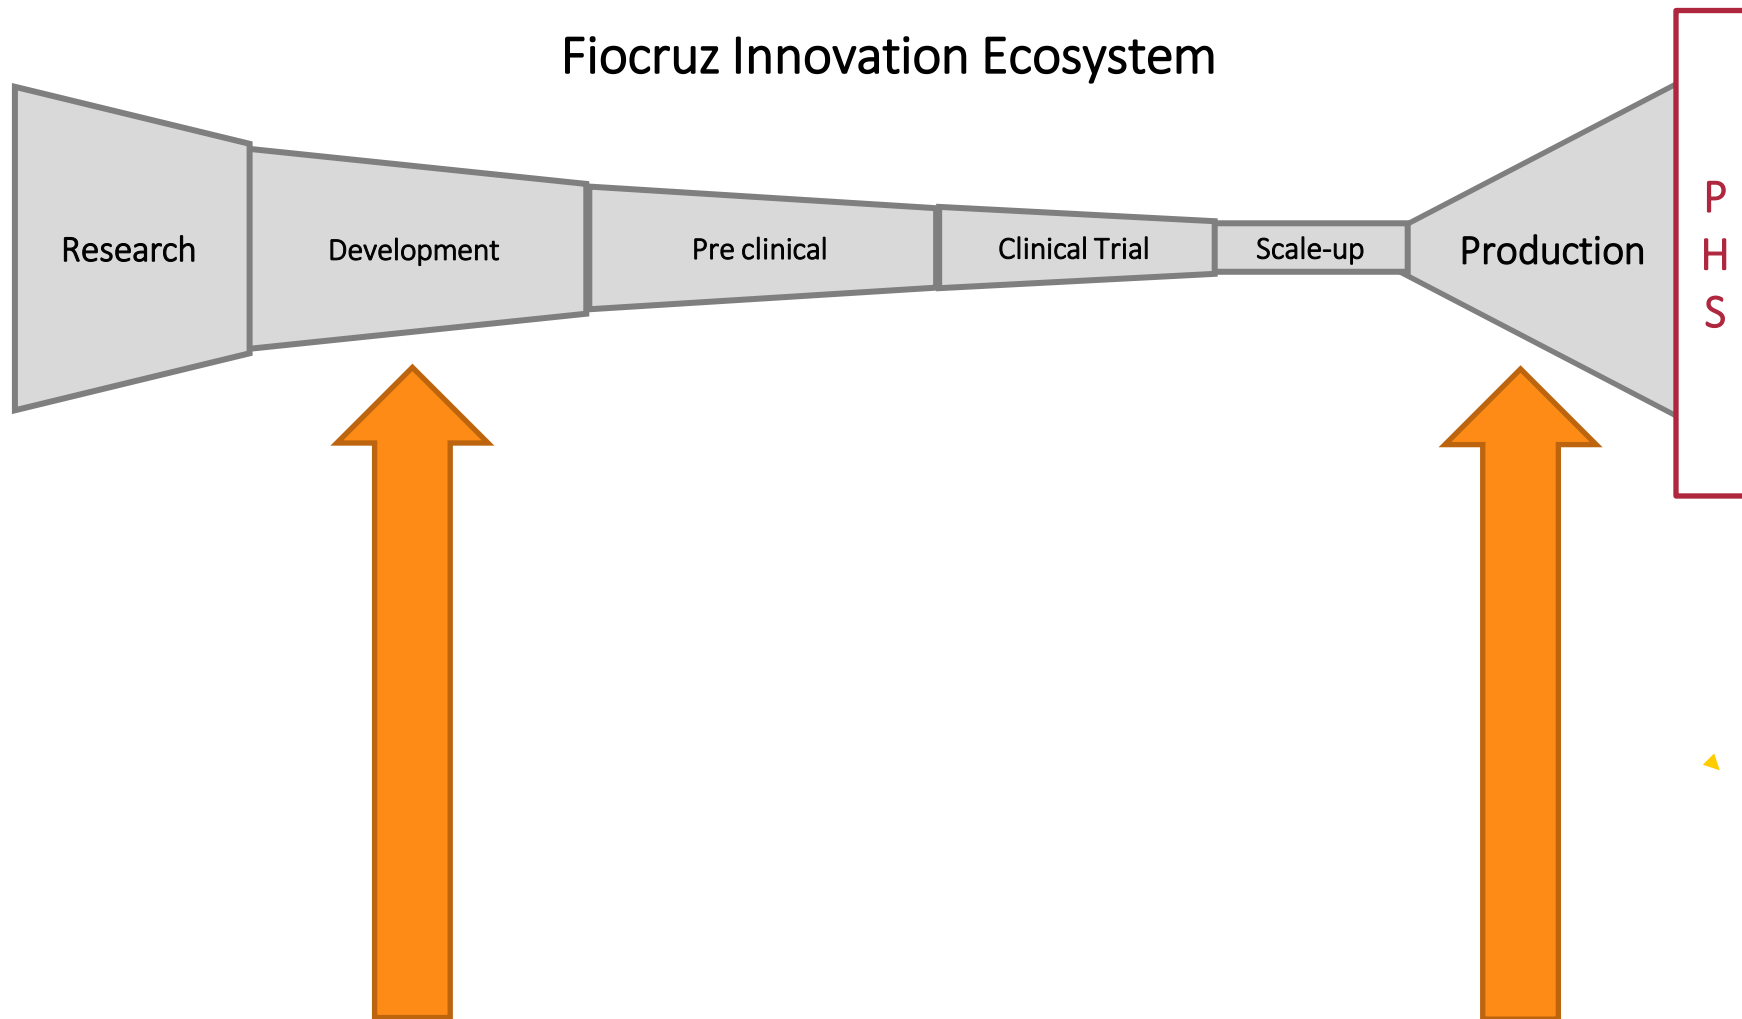 Fiocruz Innovation Ecosystem
Research
Development
Pre clinical
Clinical Trial
Scale-up
Production
P
H
S